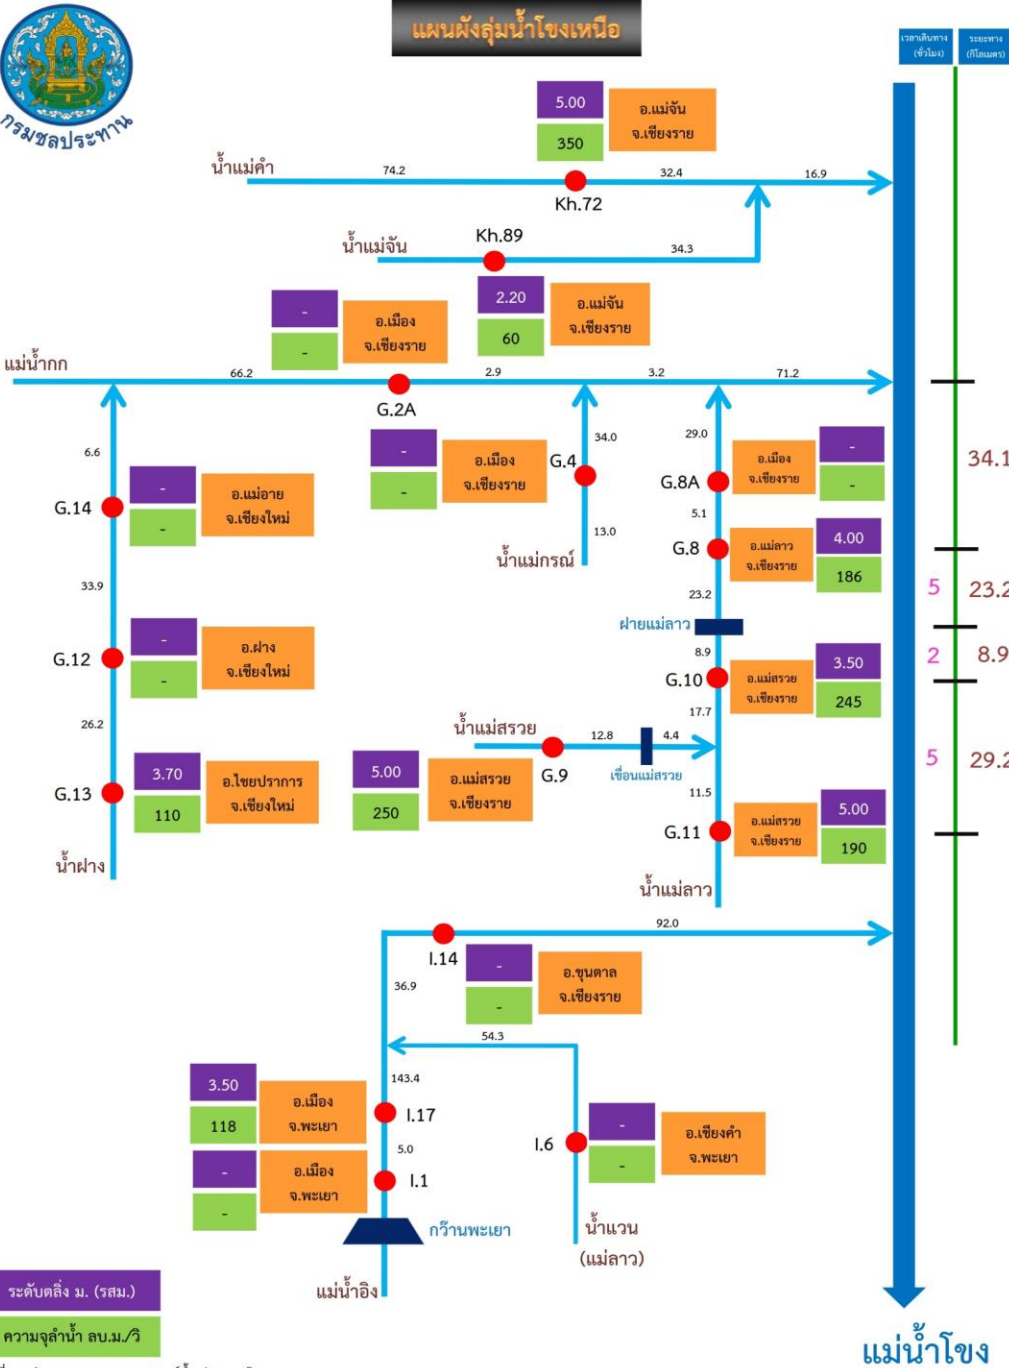 แผนผังลุ่มน้ำโขงเหนือ
กรมชลประทาน
เวลาเดินทาง
(ชั่วโมง)
ระยะทาง
(กิโลเมตร)
5.00
350
อ.แม่จัน
จ.เชียงราย
น้ำแม่คำ
74.2
32.4
16.9
Kh.72
น้ำแม่จัน
Kh.89
34.3
2.20
60
อ.แม่จัน
จ.เชียงราย
-
-
อ.เมือง
จ.เชียงราย
แม่น้ำกก
66.2
2.9
3.2
71.2
G.2A
6.6
G.14
-
-
อ.แม่อาย
จ.เชียงใหม่
-
-
อ.เมือง
จ.เชียงราย
G.4
34.0
13.0
น้ำแม่กรณ์
29.0
G.8A
อ.เมือง
จ.เชียงราย
-
-
34.1
5.1
G.8
อ.แม่ลาว
จ.เชียงราย
4.00
186
33.9
23.2
5
23.2
ฝายแม่ลาว
G.12
-
-
อ.ฝาง
จ.เชียงใหม่
8.9
2
8.9
G.10
อ.แม่สรวย
จ.เชียงราย
3.50
245
26.2
17.7
น้ำแม่สรวย
12.8
4.4
G.9
เขื่อนแม่สรวย
5
29.2
G.13
3.70
110
อ.ไชยปราการ
จ.เชียงใหม่
5.00
250
อ.แม่สรวย
จ.เชียงราย
11.5
G.11
อ.แม่สรวย
จ.เชียงราย
5.00
190
น้ำฝาง
น้ำแม่ลาว
92.0
I.14
-
-
อ.ขุนตาล
จ.เชียงราย
36.9
54.3
143.4
3.50
118
อ.เมือง
จ.พะเยา
I.17
5.0
-
-
อ.เมือง
จ.พะเยา
I.1
I.6
-
-
อ.เชียงคำ
จ.พะเยา
กว๊านพะเยา
น้ำแวน
(แม่ลาว)
แม่น้ำอิง
ระดับตลิ่ง ม. (รสม.)
ความจุลำน้ำ ลบ.ม./วิ
แม่น้ำโขง